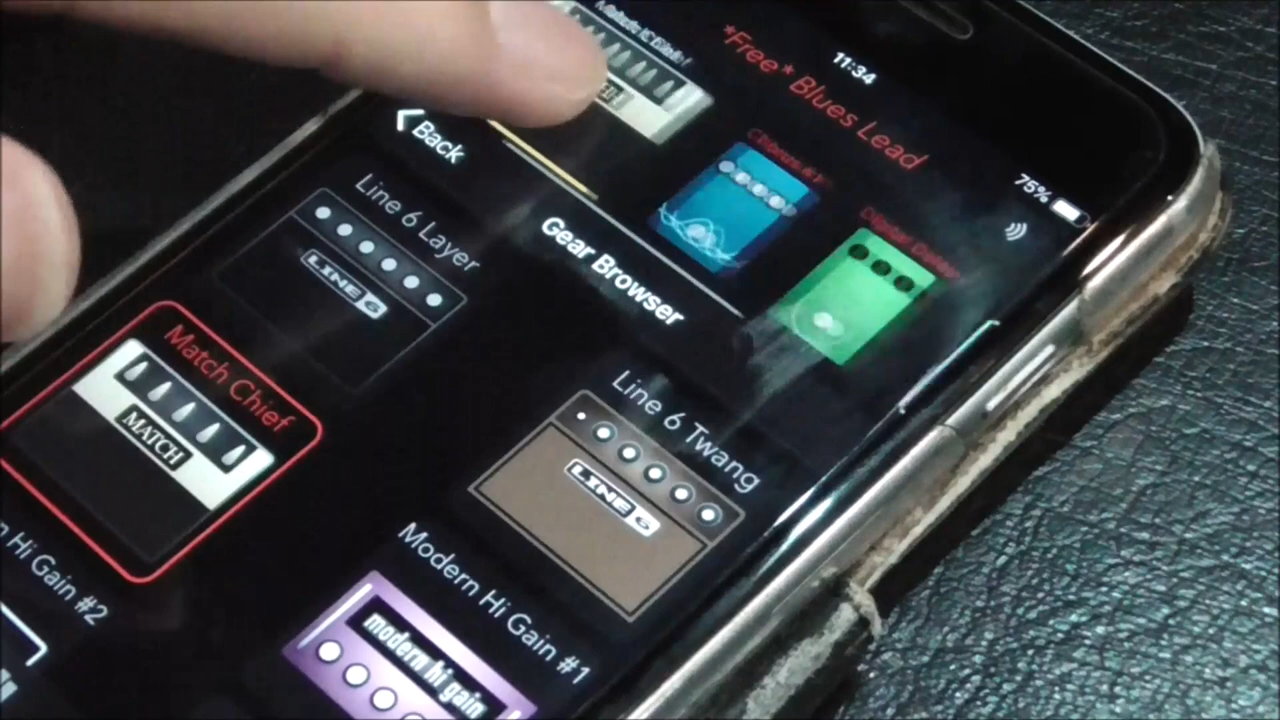 11:34
75%
*Free* Blues Lead
Back
Gear Browser
Line 6 Layer
LINE 6
Line 6 Twang
LINE 6
Match Chief
MATCH
Modern Hi Gain #1
modern hi gain
Hi Gain #2